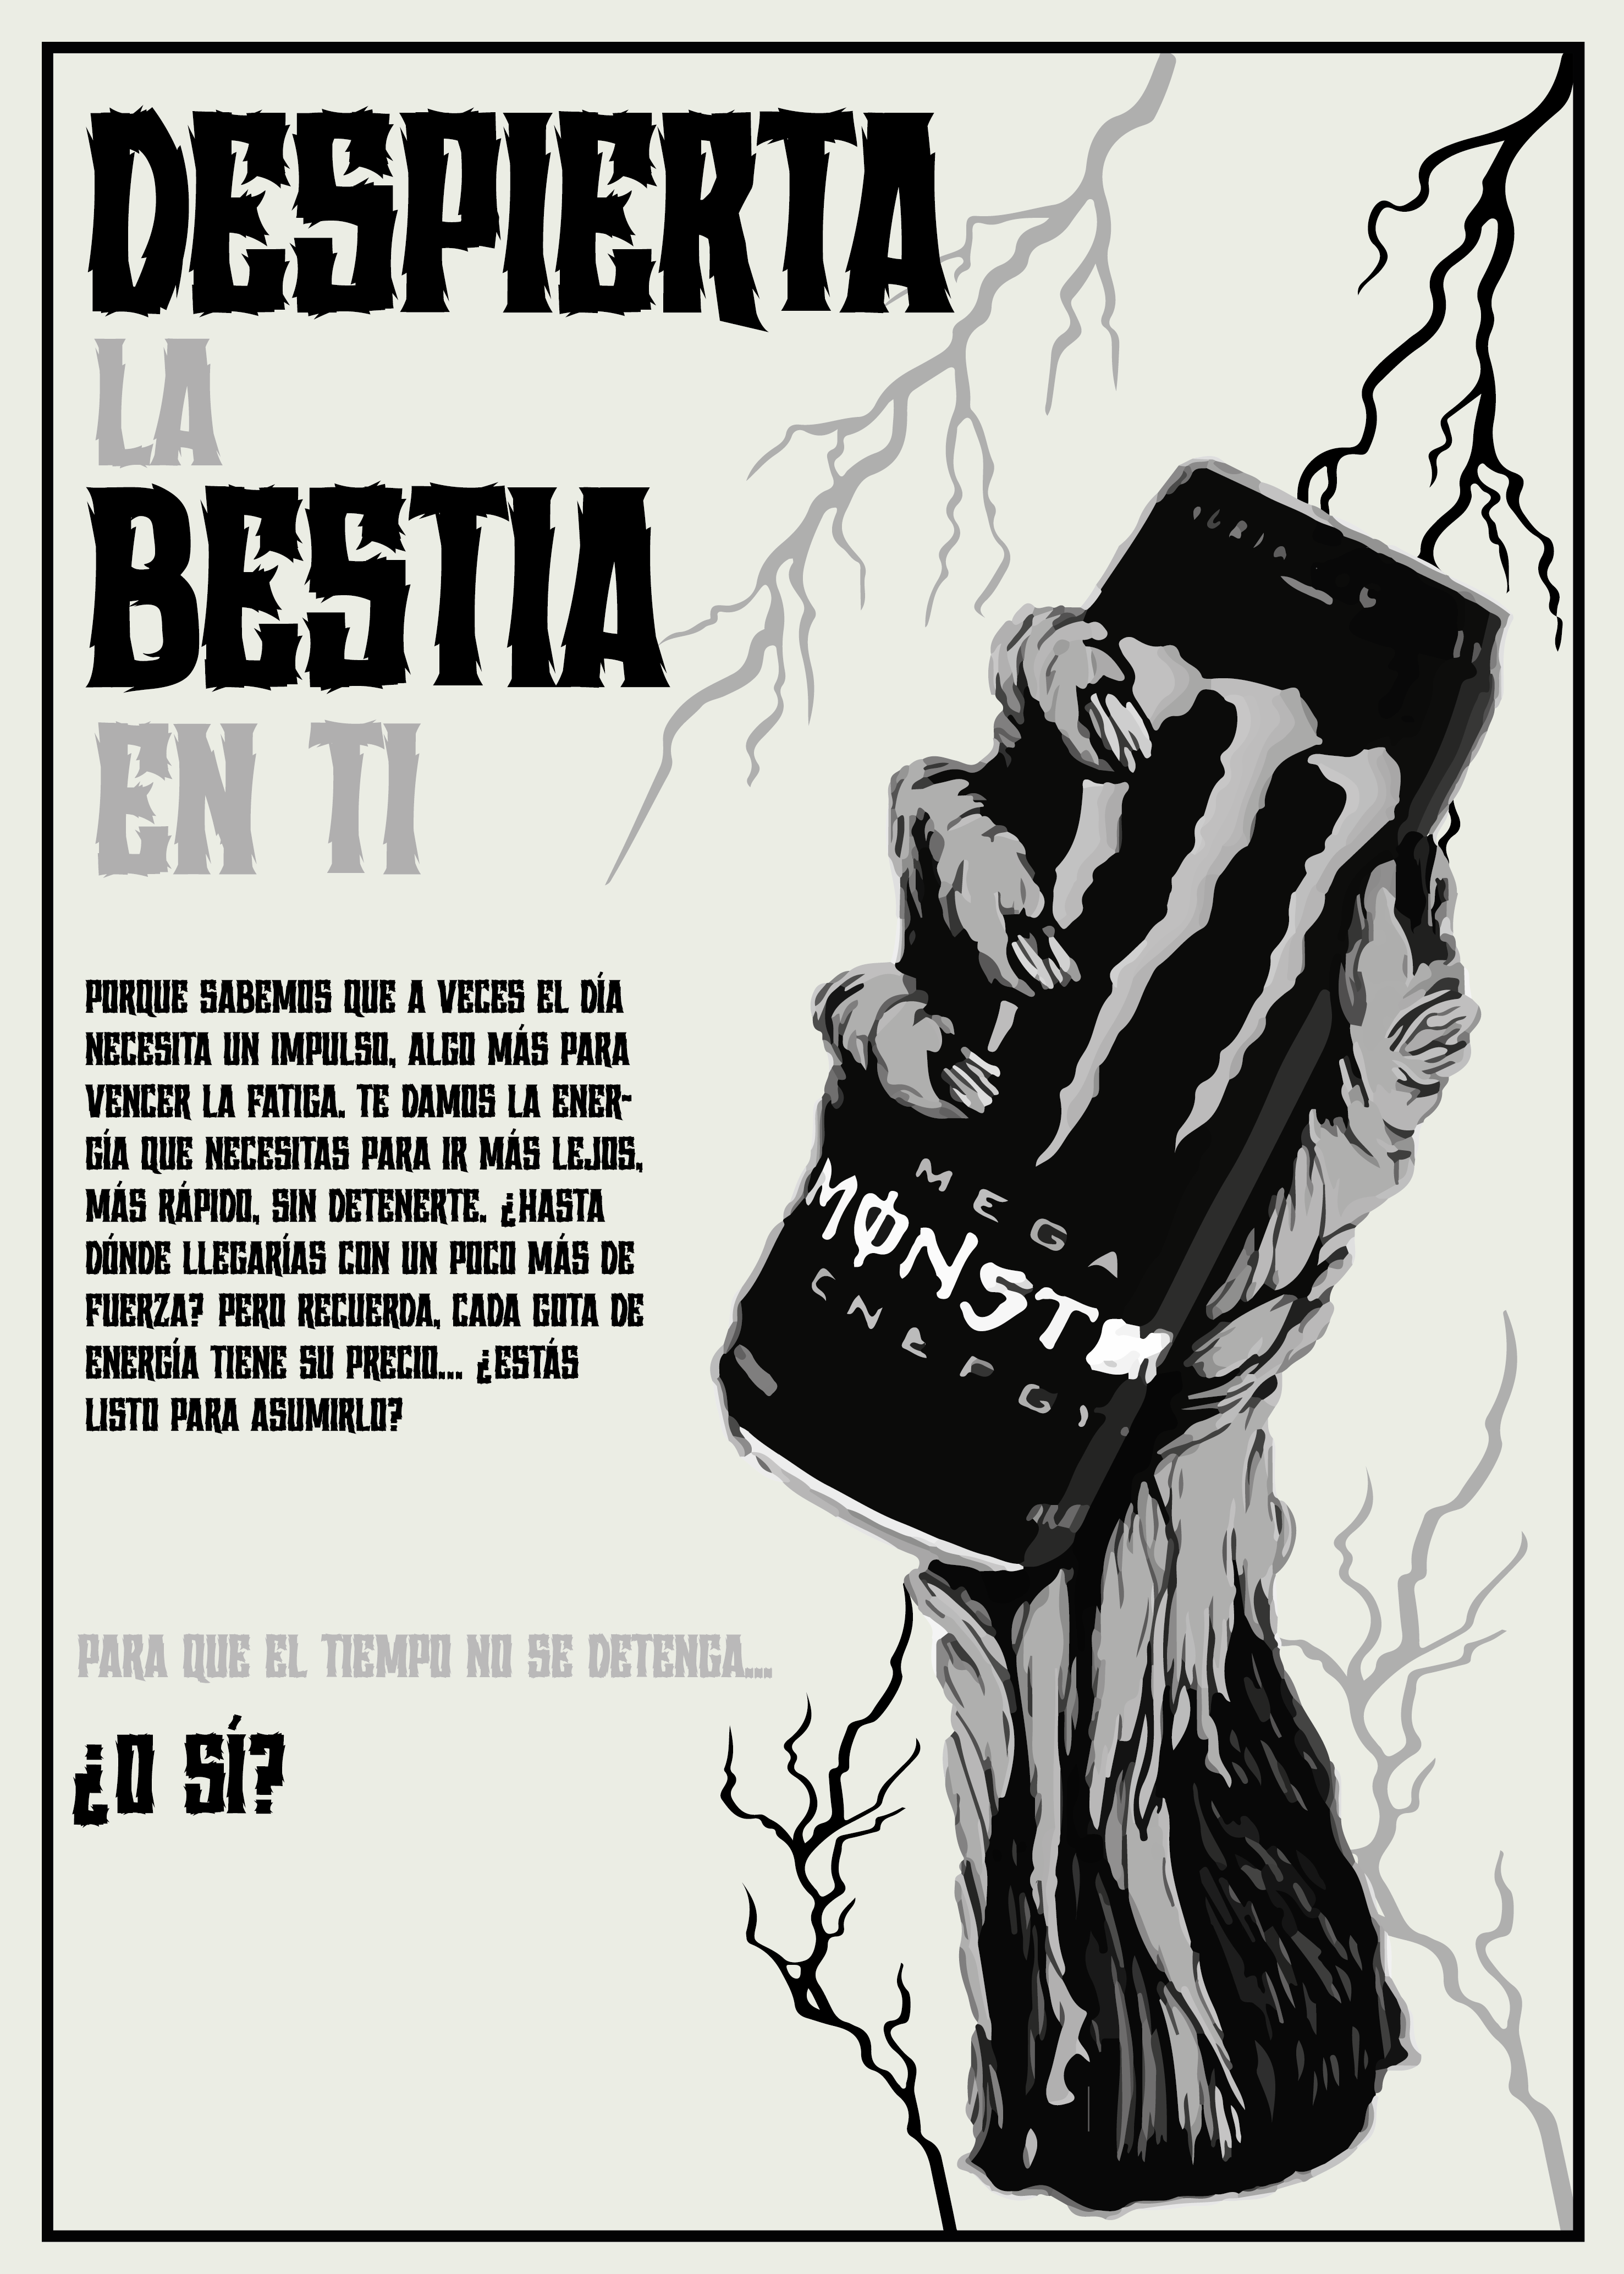 DESPIERTA
LA
BESTIA
EN TI
PORQUE SABEMOS QUE A VECES EL DÍA
NECESITA UN IMPULSO, ALGO MÁS PARA
VENCER LA FATIGA. TE DAMOS LA ENER-
GÍA QUE NECESITAS PARA IR MÁS LEJOS,
MÁS RÁPIDO, SIN DETENERTE. ¿HASTA
DÓNDE LLEGARÍAS CON UN POCO MÁS DE
FUERZA? PERO RECUERDA, CADA GOTA DE
ENERGÍA TIENE SU PRECIO... ¿ESTÁS
LISTO PARA ASUMIRLO?
MEGA
PARA QUE EL TIEMPO NO SE DETENGA...
¿O SÍ?